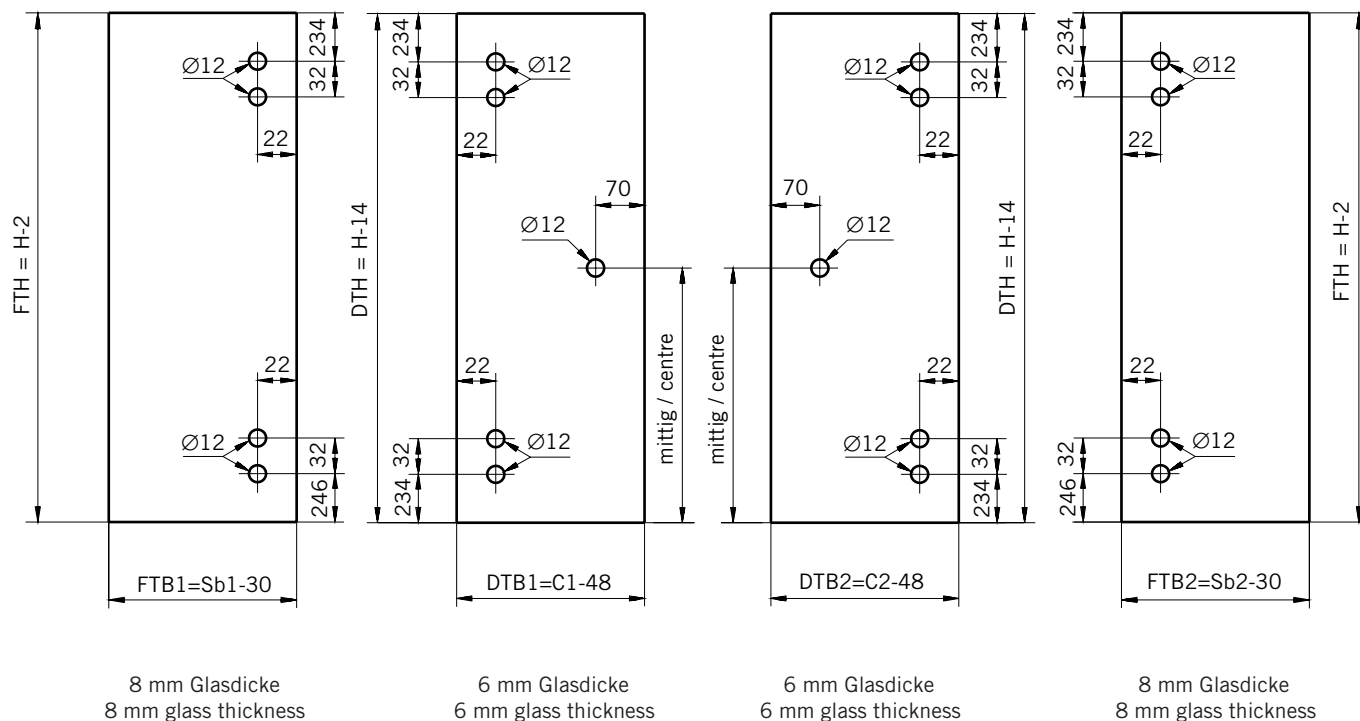 FTH = H-2
Ø12
234
32
22
22
Ø12
32
246
FTB1=Sb1-30
8 mm Glasdicke
8 mm glass thickness
DTH = H-14
234
32
Ø12
22
70
Ø12
mittig / centre
22
Ø12
32
234
DTB1=C1-48
6 mm Glasdicke
6 mm glass thickness
234
32
Ø12
22
70
Ø12
mittig / centre
DTH = H-14
22
Ø12
32
234
DTB2=C2-48
6 mm Glasdicke
6 mm glass thickness
234
32
Ø12
22
FTH = H-2
22
Ø12
32
246
FTB2=Sb2-30
8 mm Glasdicke
8 mm glass thickness